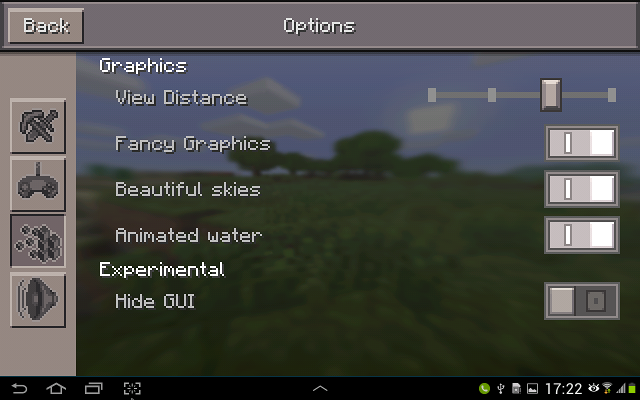 Back
Options
Graphics
View Distance
Fancy Graphics
Beautiful skies
Animated water
Experimental
Hide GUI
17:22